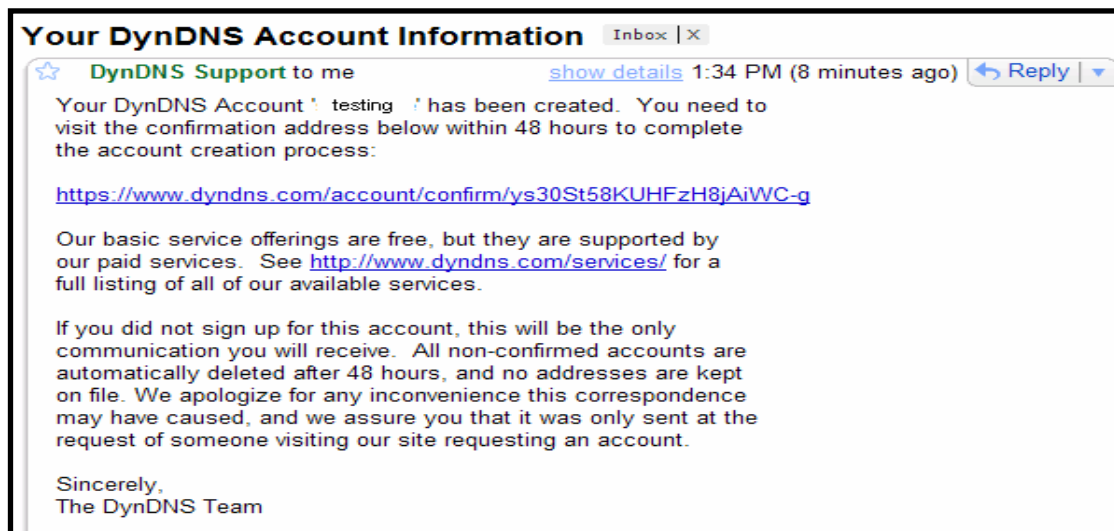 Your DynDNS Account Information Inbox | X
DynDNS Support to me show details 1:34 PM (8 minutes ago) Reply
Your DynDNS Account ' testing ' has been created. You need to
visit the confirmation address below within 48 hours to complete
the account creation process:
https://www.dyndns.com/account/confirm/ys30St58KUHFzH8jAiWC-g
Our basic service offerings are free, but they are supported by
our paid services. See http://www.dyndns.com/services/ for a
full listing of all of our available services.
If you did not sign up for this account, this will be the only
communication you will receive. All non-confirmed accounts are
automatically deleted after 48 hours, and no addresses are kept
on file. We apologize for any inconvenience this correspondence
may have caused, and we assure you that it was only sent at the
request of someone visiting our site requesting an account.
Sincerely,
The DynDNS Team